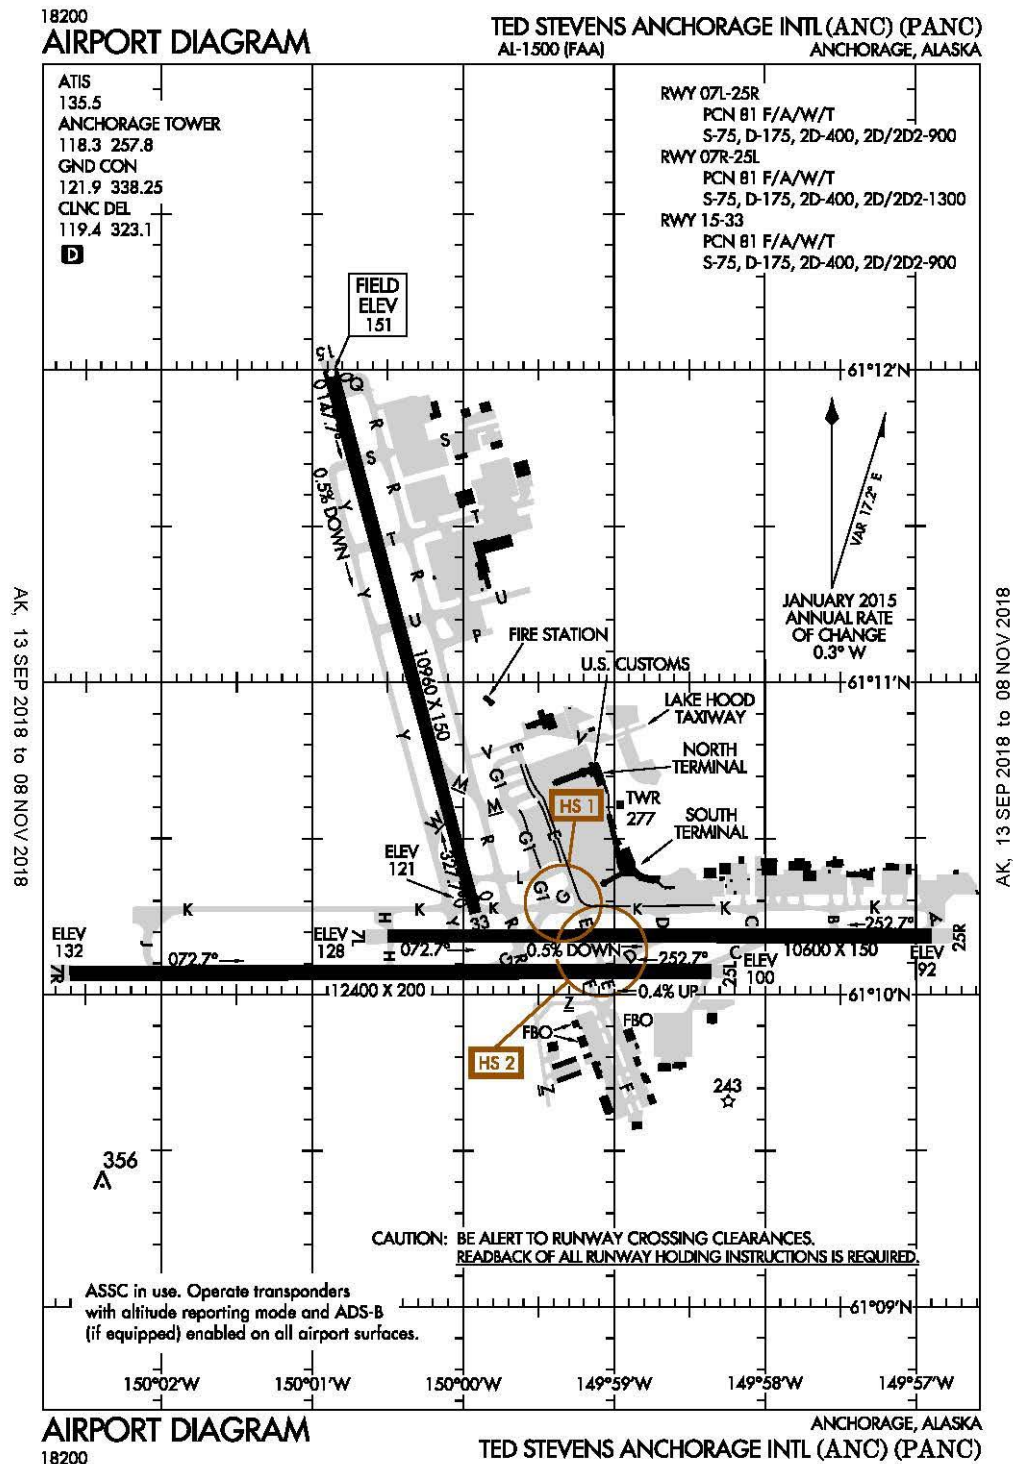 18200
AIRPORT DIAGRAM
TED STEVENS ANCHORAGE INTL (ANC) (PANC)
AL-1500 (FAA)
ANCHORAGE, ALASKA
ATIS
135.5
ANCHORAGE TOWER
118.3 257.8
GND CON
121.9 338.25
CLNC DEL
119.4 323.1
D
RWY 07L-25R
PCN 81 F/A/W/T
S-75, D-175, 2D-400, 2D/2D2-900
RWY 07R-25L
PCN 81 F/A/W/T
S-75, D-175, 2D-400, 2D/2D2-1300
RWY 15-33
PCN 81 F/A/W/T
S-75, D-175, 2D-400, 2D/2D2-900
FIELD
ELEV
151
15
61°12'N
Q
Q
147.7°
R
S
S
R
0.5% DOWN
Y
T
T
VAR 17.2° E
R
Y
U
U
P
JANUARY 2015
ANNUAL RATE
OF CHANGE
0.3° W
AK, 13 SEP 2018 to 08 NOV 2018
AK, 13 SEP 2018 to 08 NOV 2018
FIRE STATION
U.S. CUSTOMS
10960 X 150
61°11'N
LAKE HOOD
TAXIWAY
Y
V
E
V
NORTH
TERMINAL
G1
M
M
HS 1
TWR
277
SOUTH
TERMINAL
M
R
G1
E
ELEV
121
327.7°
L
G1
G
K
K
K
K
K
K
33
H
Y
R
E
D
C
B
252.7°
A
ELEV
132
J
ELEV
128
7L
H
072.7°
0.5% DOWN
10600 X 150
25R
7R
072.7°
G
R
D
252.7°
25L
C
ELEV
100
ELEV
92
12400 X 200
E
E
0.4% UP
61°10'N
Z
FBO
FBO
HS 2
Z
F
243
356
CAUTION: BE ALERT TO RUNWAY CROSSING CLEARANCES.
READBACK OF ALL RUNWAY HOLDING INSTRUCTIONS IS REQUIRED.
ASSC in use. Operate transponders
with altitude reporting mode and ADS-B
(if equipped) enabled on all airport surfaces.
61°09'N
150°02'W
150°01'W
150°00'W
149°59'W
149°58'W
149°57'W
AIRPORT DIAGRAM
18200
ANCHORAGE, ALASKA
TED STEVENS ANCHORAGE INTL (ANC) (PANC)